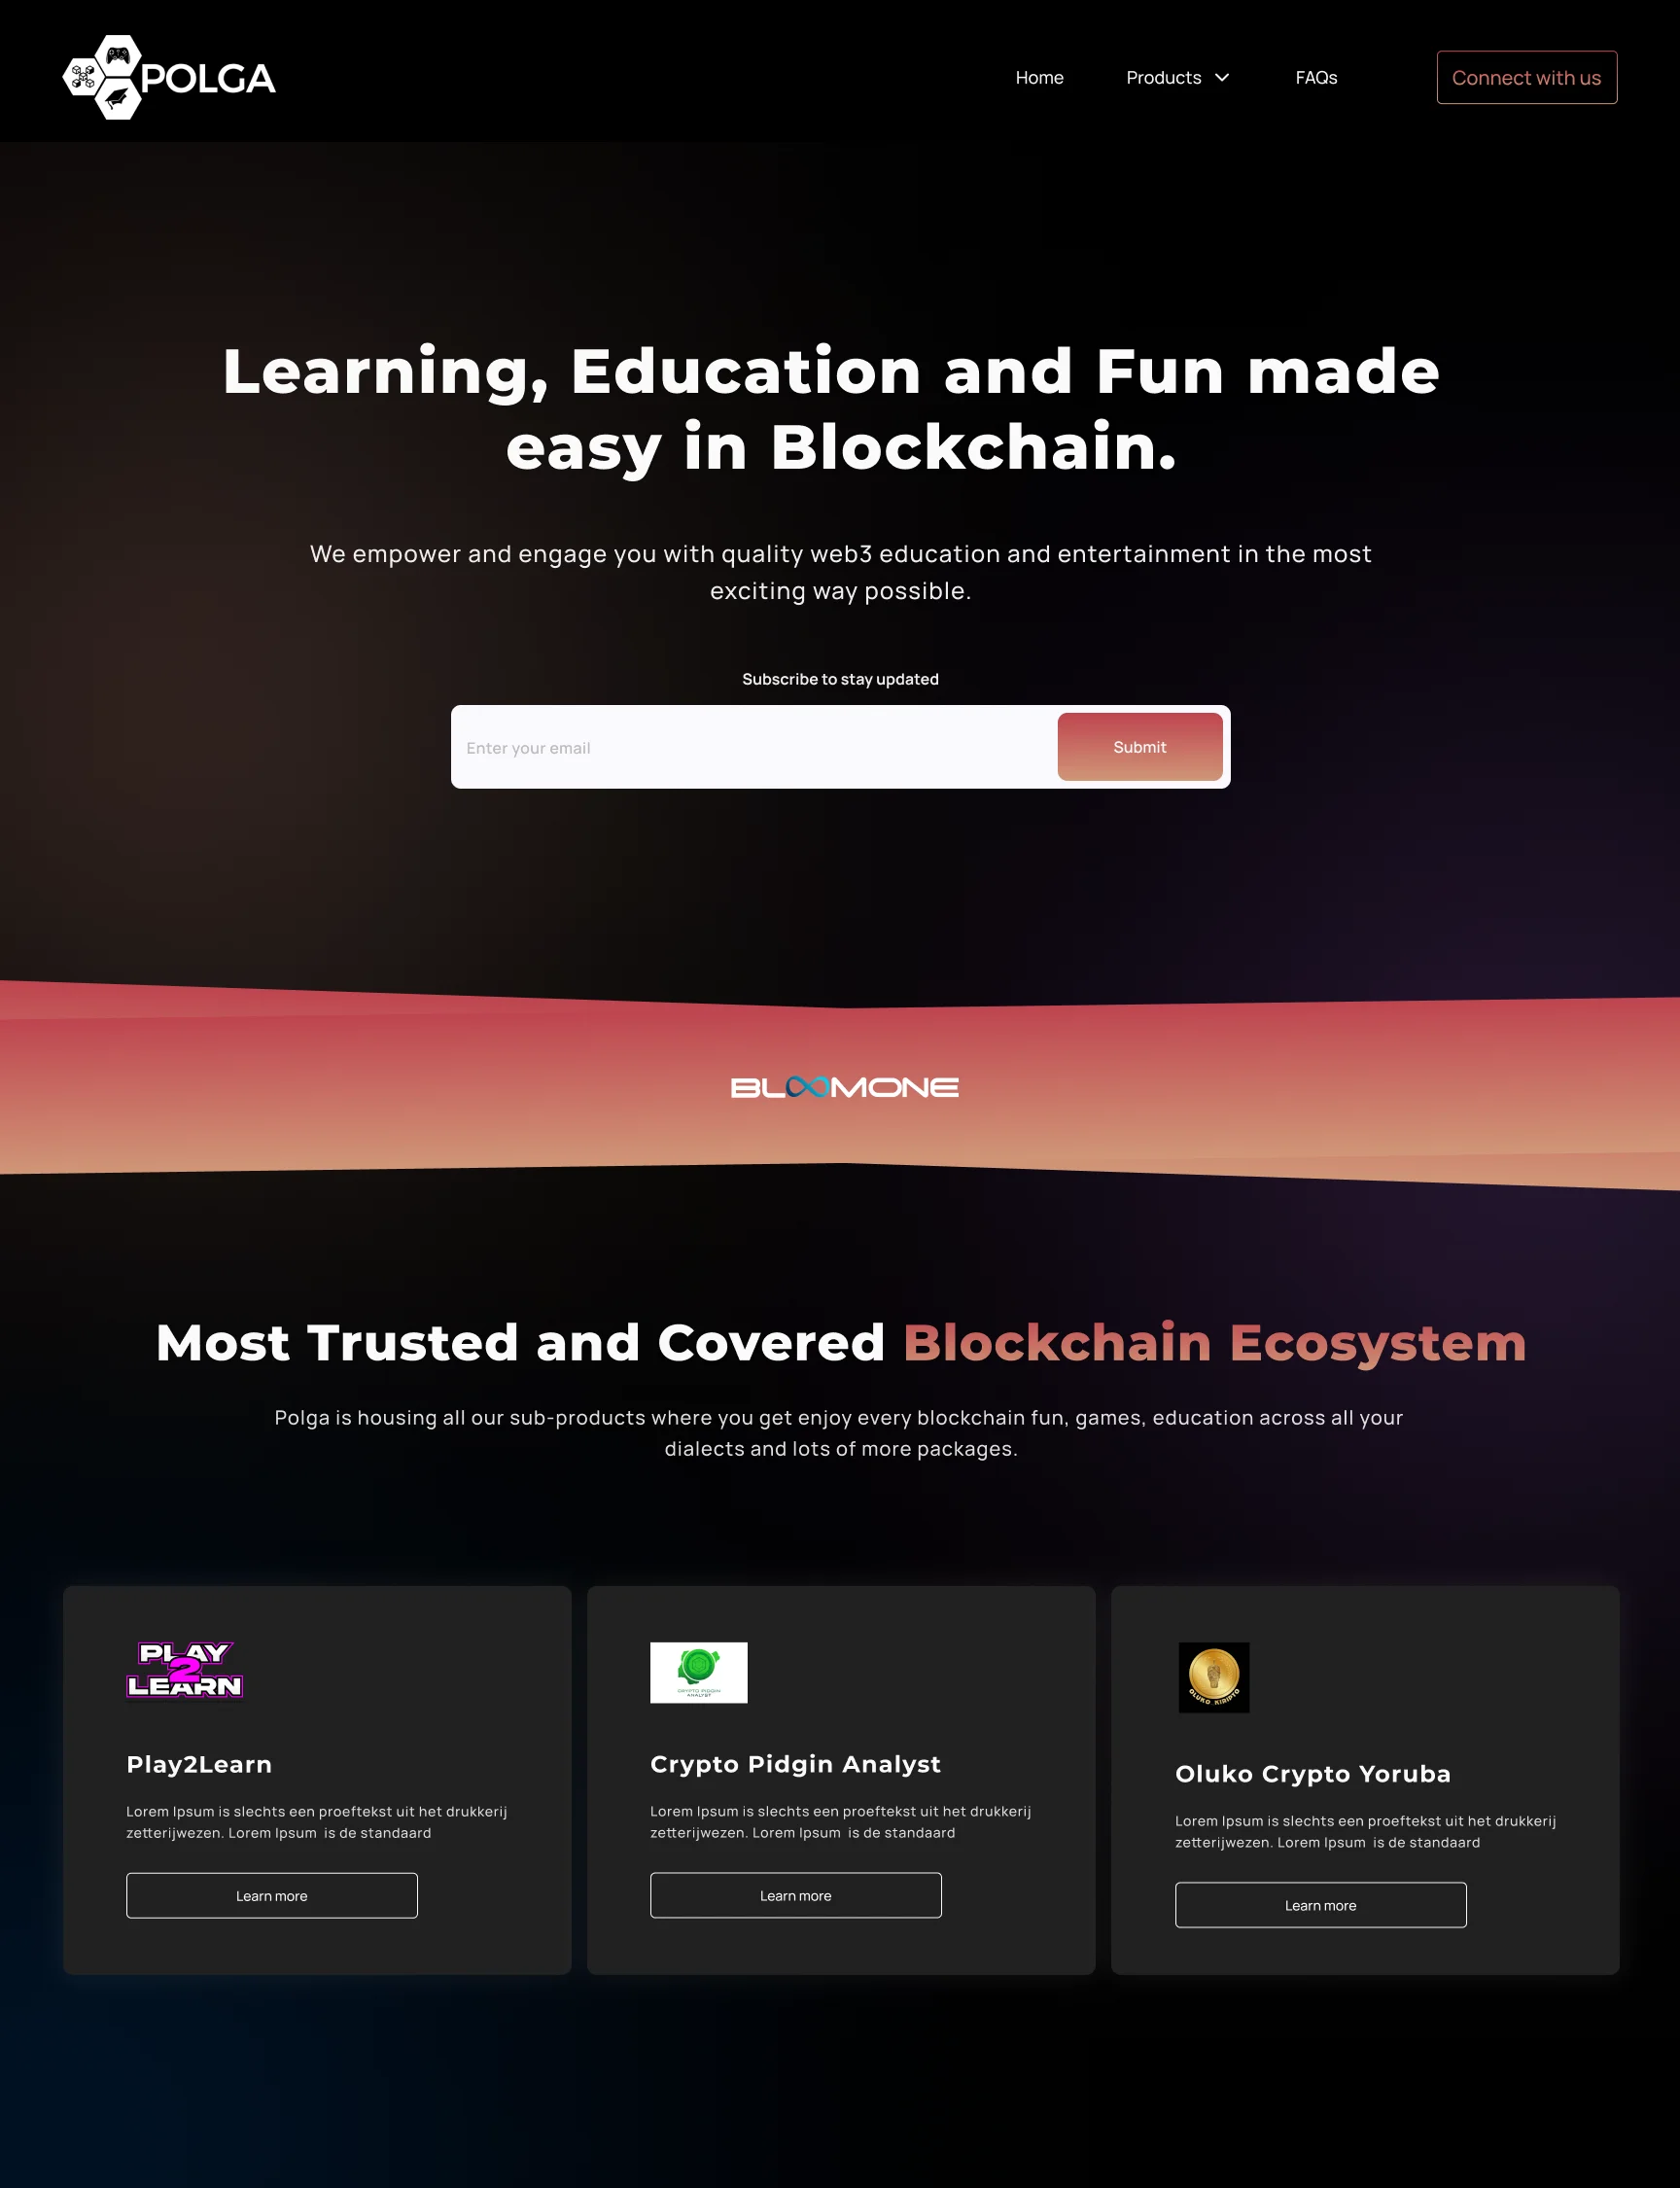 POLGA
Home
Products
FAQs
Connect with us
Learning, Education and Fun made
easy in Blockchain.
We empower and engage you with quality web3 education and entertainment in the most
exciting way possible.
Subscribe to stay updated
Enter your email
Submit
BLOOMONE
Most Trusted and Covered Blockchain Ecosystem
Polga is housing all our sub-products where you get enjoy every blockchain fun, games, education across all your
dialects and lots of more packages.
PLAY
2
LEARN
Play2Learn
Lorem Ipsum is slechts een proeftekst uit het drukkerij
zetterijwezen. Lorem Ipsum is de standaard
Learn more
CRYPTO PIDGIN
ANALYST
Crypto Pidgin Analyst
Lorem Ipsum is slechts een proeftekst uit het drukkerij
zetterijwezen. Lorem Ipsum is de standaard
Learn more
OLUKO KIRIPTO
Oluko Crypto Yoruba
Lorem Ipsum is slechts een proeftekst uit het drukkerij
zetterijwezen. Lorem Ipsum is de standaard
Learn more